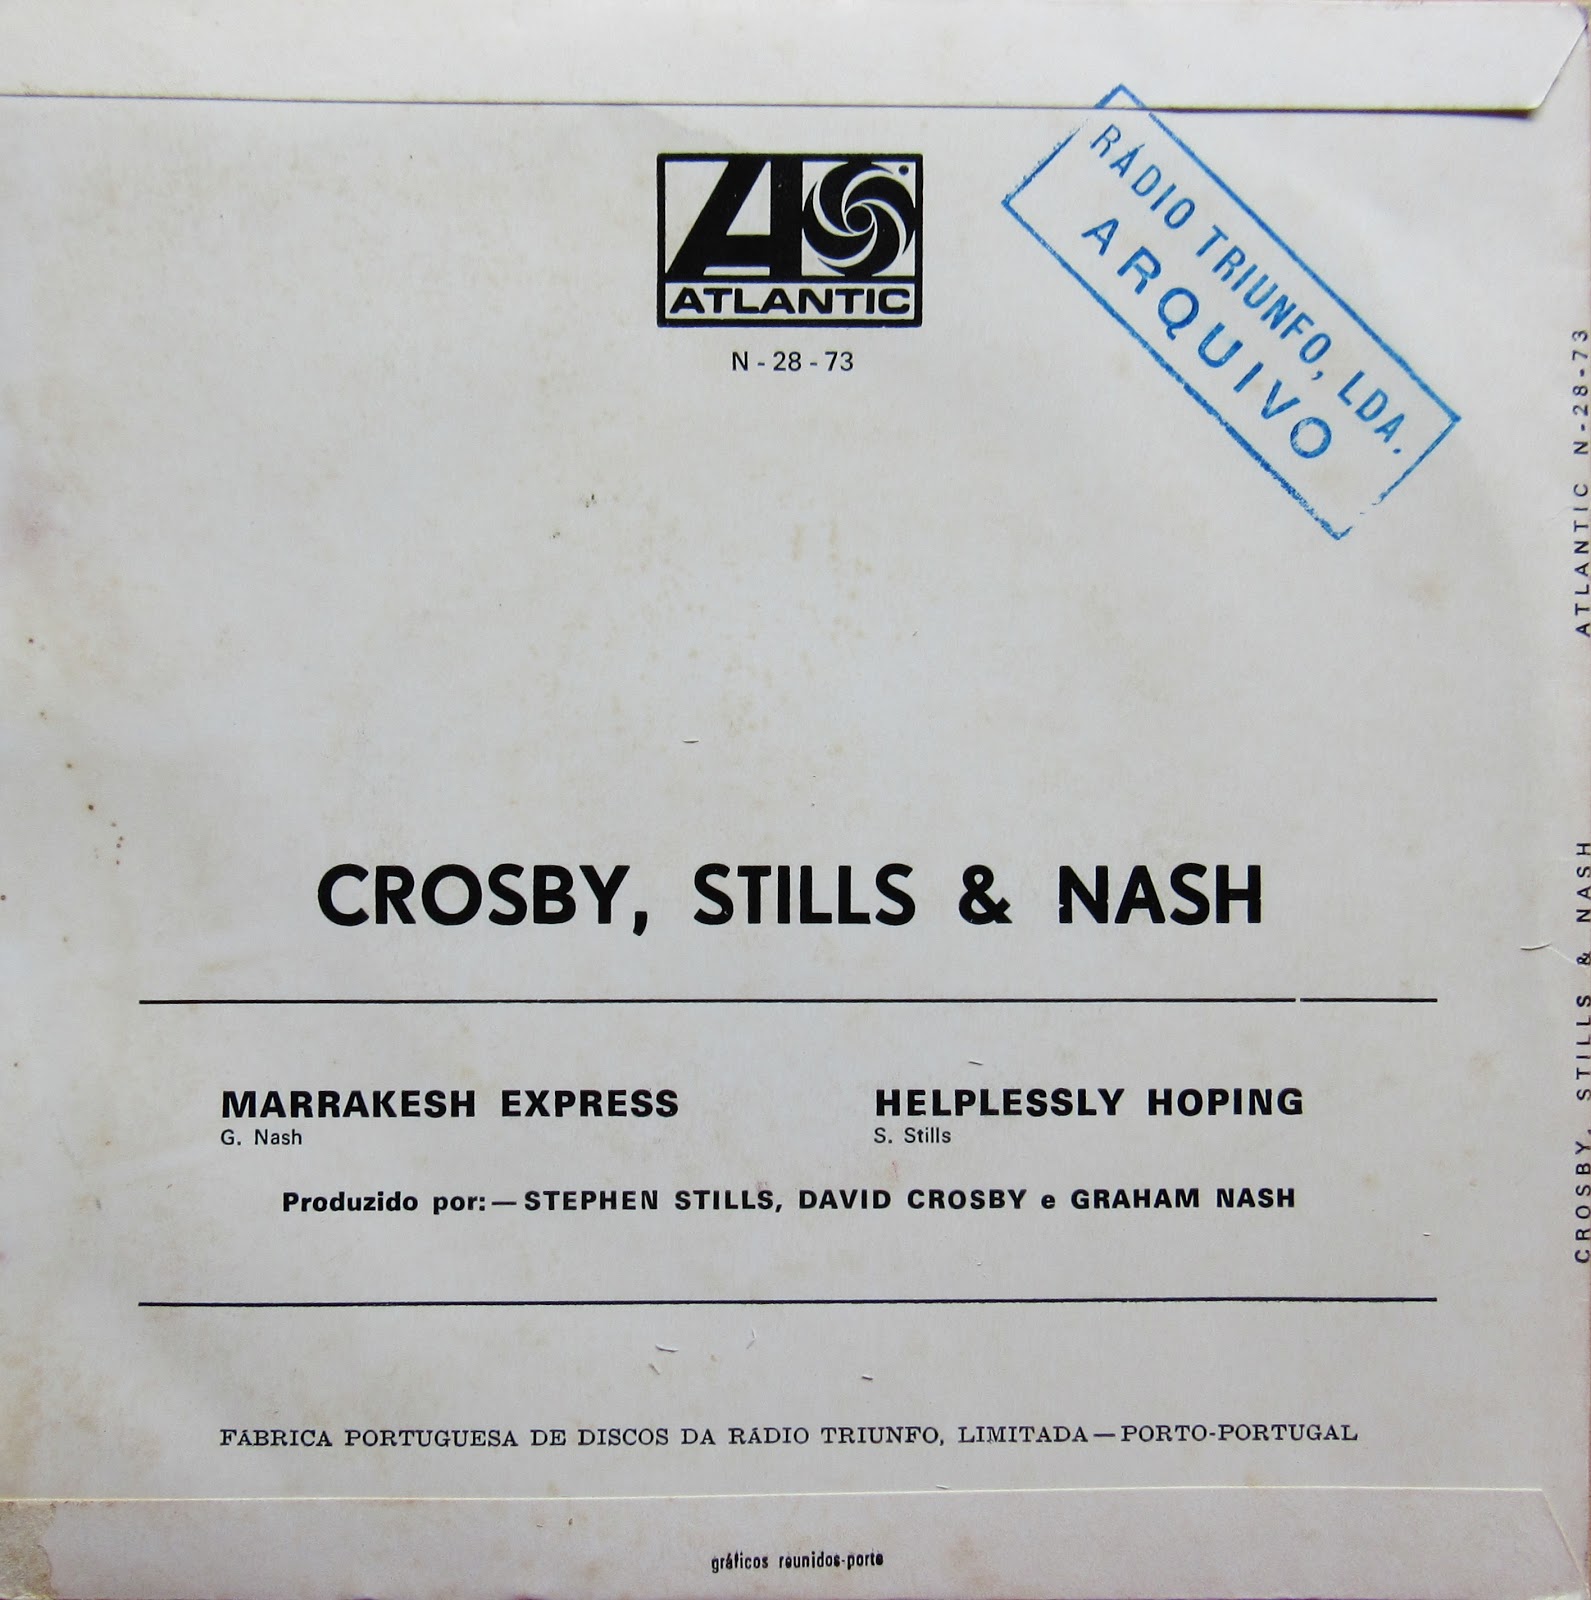 ATLANTIC
N - 28 - 73
RÁDIO TRIUNFO, LDA.
ARQUIVO
CROSBY, STILLS & NASH
MARRAKESH EXPRESS
G. Nash
HELPLESSLY HOPING
S. Stills
Produzido por:— STEPHEN STILLS, DAVID CROSBY e GRAHAM NASH
FÁBRICA PORTUGUESA DE DISCOS DA RÁDIO TRIUNFO, LIMITADA — PORTO-PORTUGAL
gráficos reunidos-porto
CROSBY, STILLS & NASH ATLANTIC N-28-73